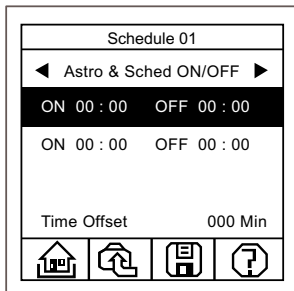 Schedule 01
◀ Astro & Sched ON/OFF ▶
ON 00 : 00 OFF 00 : 00
ON 00 : 00 OFF 00 : 00
Time Offset 000 Min
?